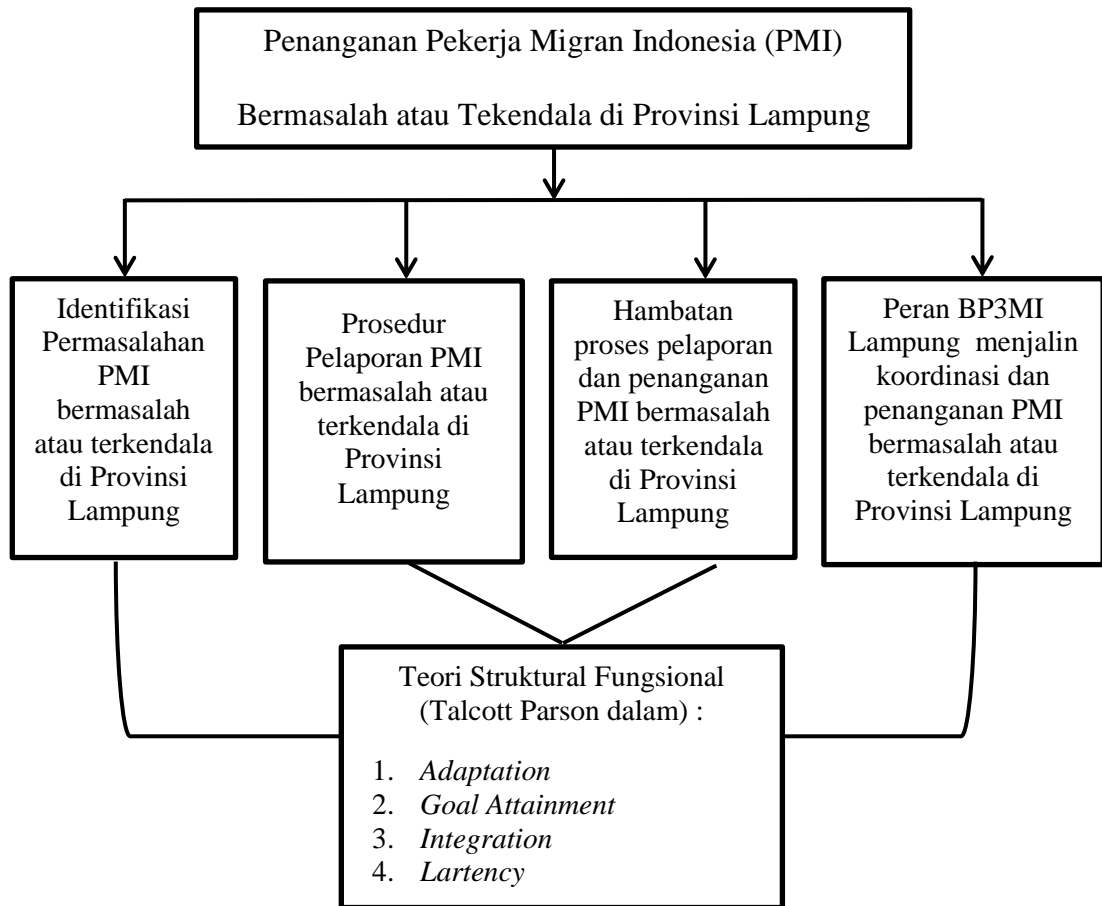 Penanganan Pekerja Migran Indonesia (PMI)
Bermasalah atau Tekendala di Provinsi Lampung
Identifikasi
Permasalahan
PMI
bermasalah
atau terkendala
di Provinsi
Lampung
Prosedur
Pelaporan PMI
bermasalah atau
terkendala di
Provinsi
Lampung
Hambatan
proses pelaporan
dan penanganan
PMI bermasalah
atau terkendala
di Provinsi
Lampung
Peran BP3MI
Lampung menjalin
koordinasi dan
penanganan PMI
bermasalah atau
terkendala di
Provinsi Lampung
Teori Struktural Fungsional
(Talcott Parson dalam) :
1. Adaptation
2. Goal Attainment
3. Integration
4. Lartency